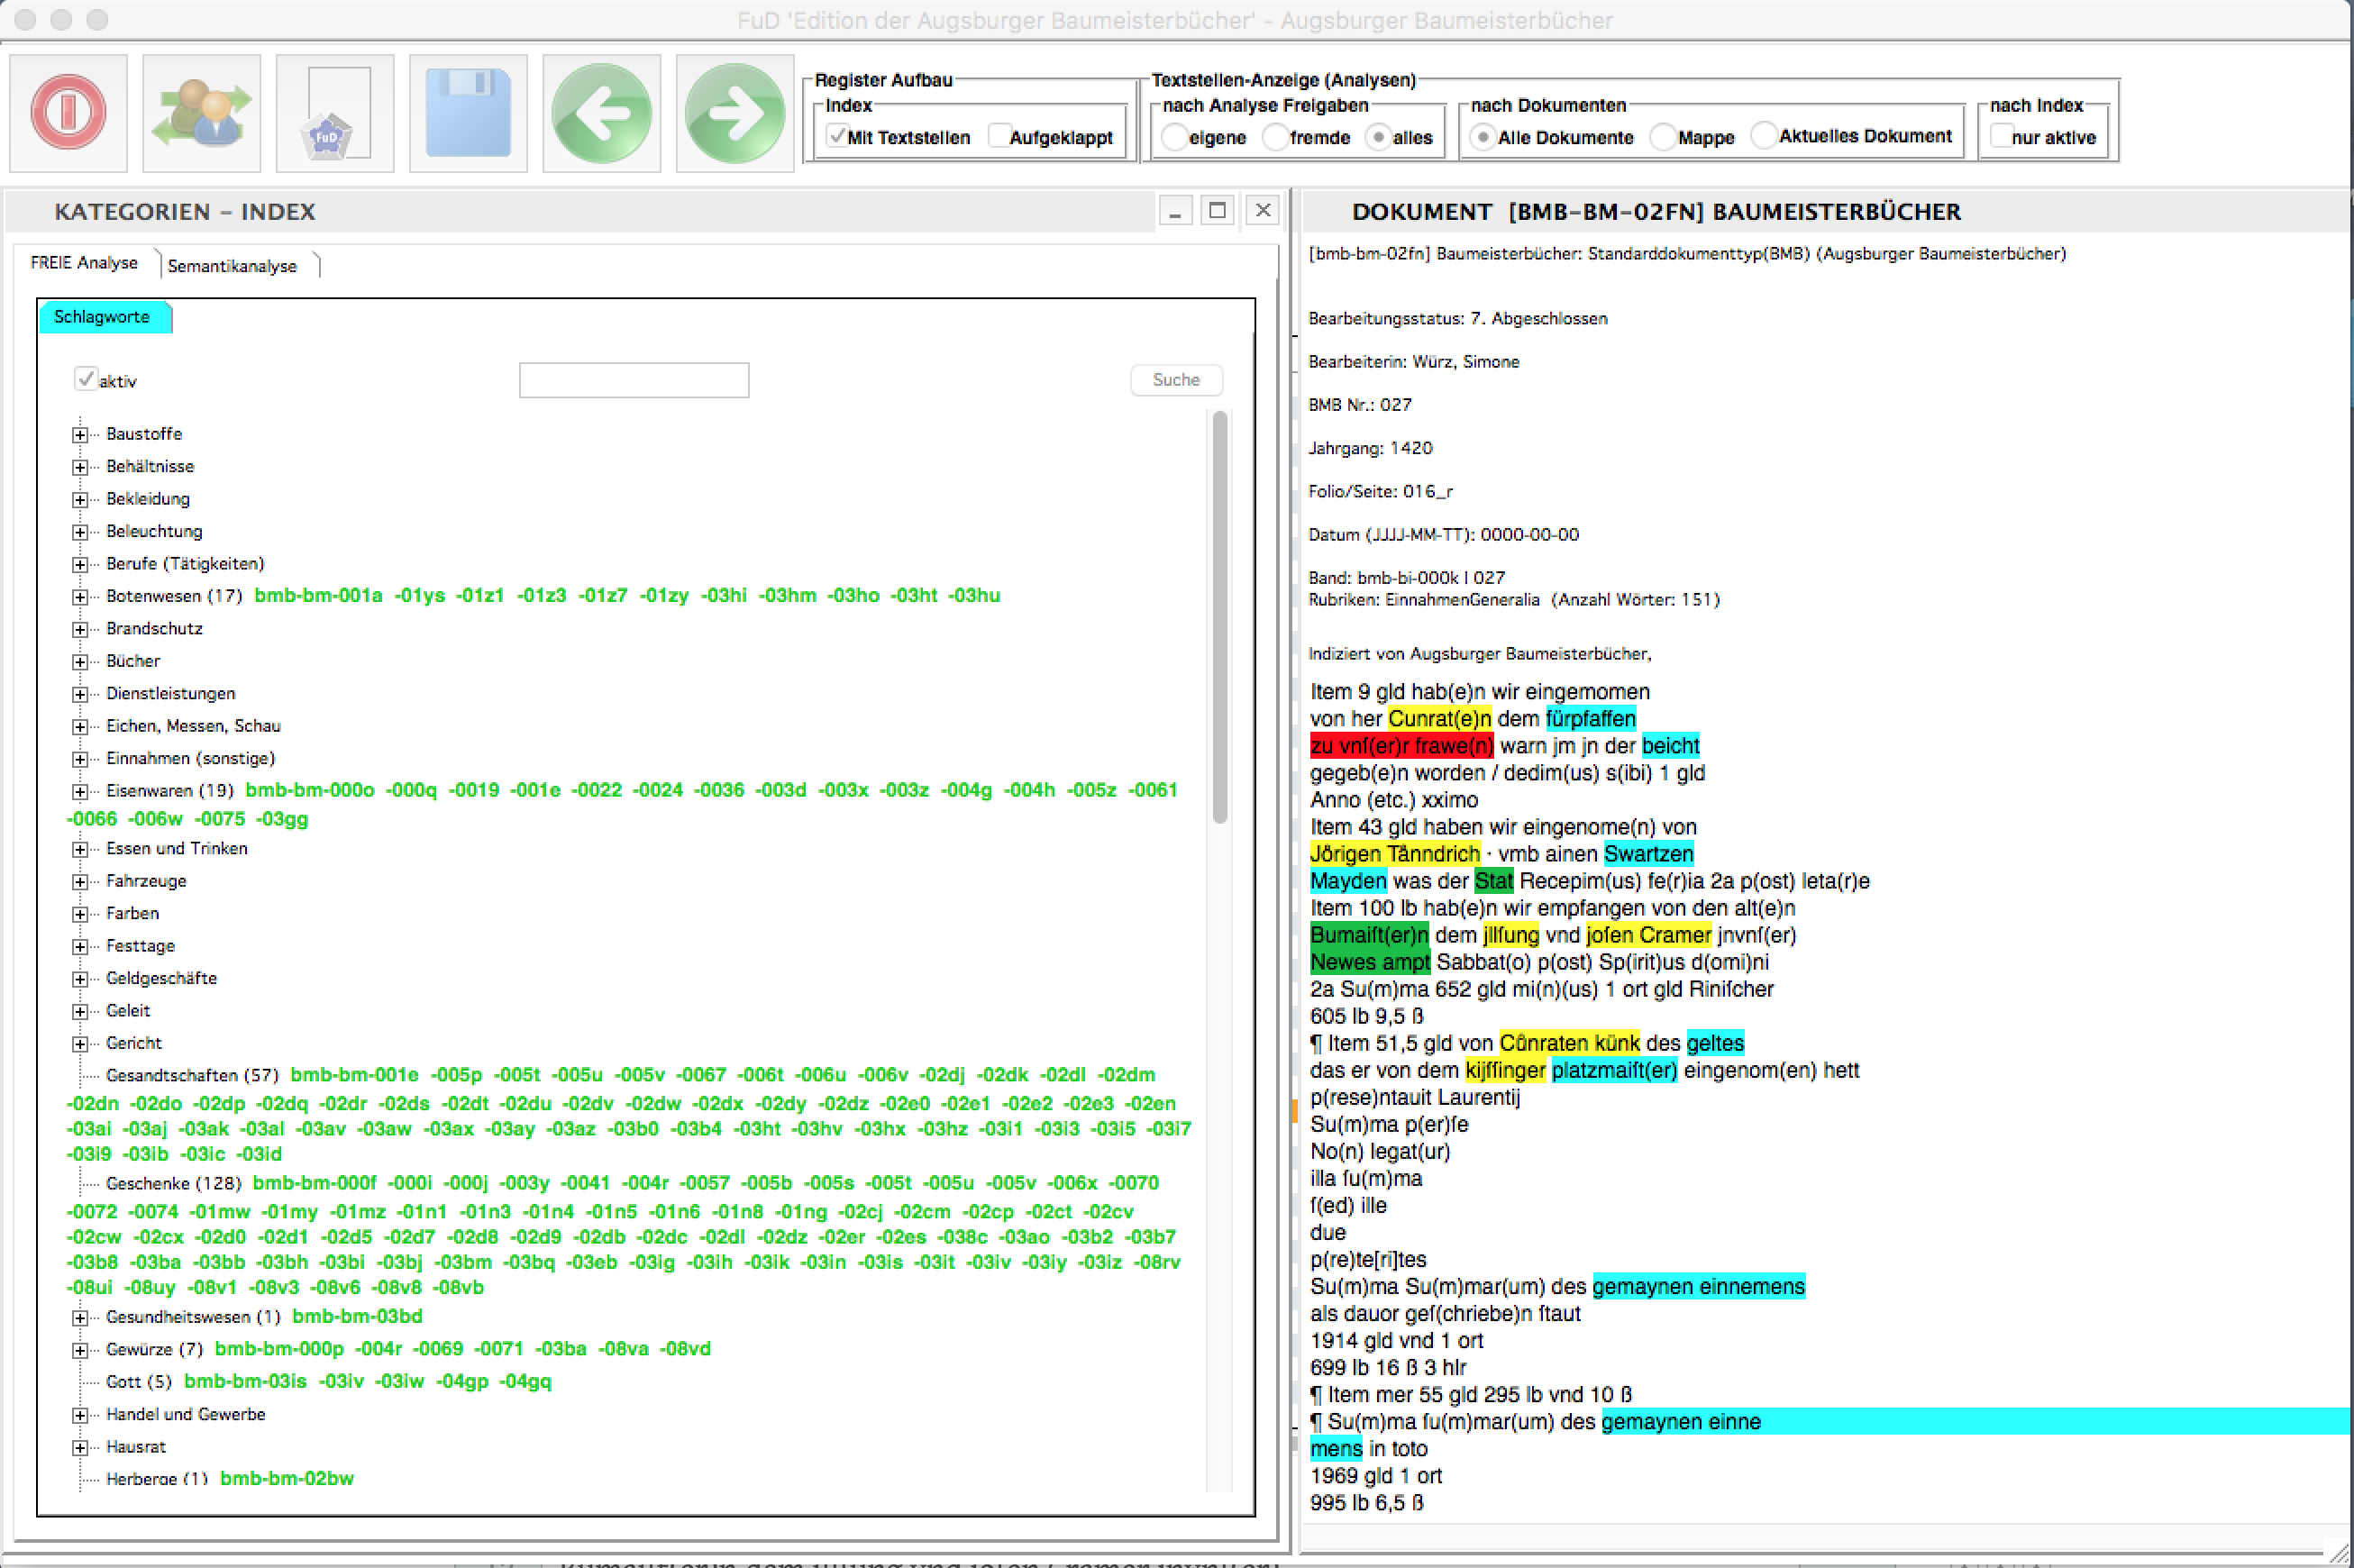 FuD 'Edition der Augsburger Baumeisterbücher' - Augsburger Baumeisterbücher
FuD
Register Aufbau
Index
Mit Textstellen Aufgeklappt
Textstellen-Anzeige (Analysen)
nach Analyse Freigaben
eigene fremde alles
nach Dokumenten
Alle Dokumente Mappe Aktuelles Dokument
nach Index
nur aktive
KATEGORIEN – INDEX
FREIE Analyse Semantikanalyse
Schlagworte
aktiv Suche
Baustoffe
Behältnisse
Bekleidung
Beleuchtung
Berufe (Tätigkeiten)
Botenwesen (17) bmb-bm-001a -01ys -01z1 -01z3 -01z7 -01zy -03hi -03hm -03ho -03ht -03hu
Brandschutz
Bücher
Dienstleistungen
Eichen, Messen, Schau
Einnahmen (sonstige)
Eisenwaren (19) bmb-bm-000o -000q -0019 -001e -0022 -0024 -0036 -003d -003x -003z -004g -004h -005z -0061
-0066 -006w -0075 -03gg
Essen und Trinken
Fahrzeuge
Farben
Festtage
Geldgeschäfte
Geleit
Gericht
Gesandtschaften (57) bmb-bm-001e -005p -005t -005u -005v -0067 -006t -006u -006v -02dj -02dk -02dl -02dm
-02dn -02do -02dp -02dq -02dr -02ds -02dt -02du -02dv -02dw -02dx -02dy -02dz -02e0 -02e1 -02e2 -02e3 -02en
-03ai -03aj -03ak -03al -03av -03aw -03ax -03ay -03az -03b0 -03b4 -03ht -03hv -03hx -03hz -03i1 -03i3 -03i5 -03i7
-03i9 -03ib -03ic -03id
Geschenke (128) bmb-bm-000f -000i -000j -003y -0041 -004r -0057 -005b -005s -005t -005u -005v -006x -0070
-0072 -0074 -01mw -01my -01mz -01n1 -01n3 -01n4 -01n5 -01n6 -01n8 -01ng -02cj -02cm -02cp -02ct -02cv
-02cw -02cx -02d0 -02d1 -02d5 -02d7 -02d8 -02d9 -02db -02dc -02dl -02dz -02er -02es -038c -03ao -03b2 -03b7
-03b8 -03ba -03bb -03bh -03bi -03bj -03bm -03bq -03eb -03ig -03ih -03ik -03in -03is -03it -03iv -03iy -03iz -08rv
-08ui -08uy -08v1 -08v3 -08v6 -08v8 -08vb
Gesundheitswesen (1) bmb-bm-03bd
Gewürze (7) bmb-bm-000p -004r -0069 -0071 -03ba -08va -08vd
Gott (5) bmb-bm-03is -03iv -03iw -04gp -04gq
Handel und Gewerbe
Hausrat
Herberge (1) bmb-bm-02bw
DOKUMENT [BMB-BM-02FN] BAUMEISTERBÜCHER
[bmb-bm-02fn] Baumeisterbücher: Standarddokumenttyp(BMB) (Augsburger Baumeisterbücher)
Bearbeitungsstatus: 7. Abgeschlossen
Bearbeiterin: Würz, Simone
BMB Nr.: 027
Jahrgang: 1420
Folio/Seite: 016_r
Datum (JJJJ-MM-TT): 0000-00-00
Band: bmb-bi-000k I 027
Rubriken: EinnahmenGeneralia (Anzahl Wörter: 151)
Indiziert von Augsburger Baumeisterbücher,
Item 9 gld hab(e)n wir eingemomen
von her Cunrat(e)n dem fürpfaffen
zu vnſ(er)r frawe(n) warn jm jn der beicht
gegeb(e)n worden / dedim(us) s(ibi) 1 gld
Anno (etc.) xximo
Item 43 gld haben wir eingenome(n) von
Jo̊rigen Tånndrich · vmb ainen Swartzen
Mayden was der Stat Recepim(us) fe(r)ia 2a p(ost) leta(r)e
Item 100 lb hab(e)n wir empfangen von den alt(e)n
Bumaiſt(er)n dem jllſung vnd joſen Cramer jnvnſ(er)
Newes ampt Sabbat(o) p(ost) Sp(irit)us d(omi)ni
2a Su(m)ma 652 gld mi(n)(us) 1 ort gld Riniſcher
605 lb 9,5 ß
¶ Item 51,5 gld von Cůnraten künk des geltes
das er von dem kijſſinger platzmaiſt(er) eingenom(en) hett
p(rese)ntauit Laurentij
Su(m)ma p(er)ſe
No(n) legat(ur)
illa ſu(m)ma
ſ(ed) ille
due
p(re)te[ri]tes
Su(m)ma Su(m)mar(um) des gemaynen einnemens
als dauor geſ(chriebe)n ſtaut
1914 gld vnd 1 ort
699 lb 16 ß 3 hlr
¶ Item mer 55 gld 295 lb vnd 10 ß
¶ Su(m)ma ſu(m)mar(um) des gemaynen einne
mens in toto
1969 gld 1 ort
995 lb 6,5 ß